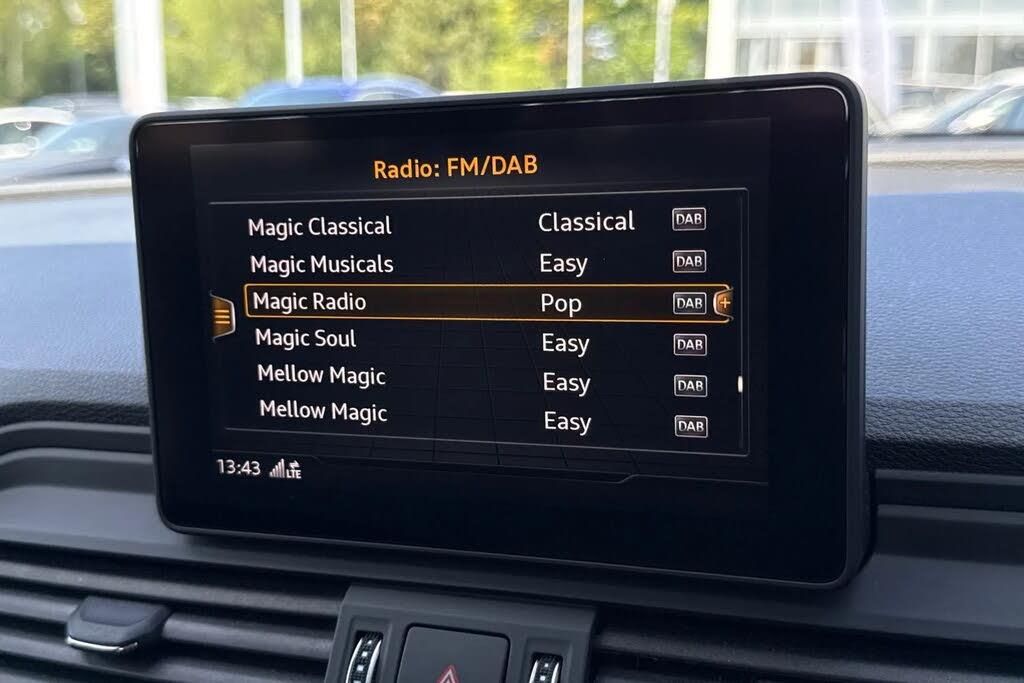 Radio: FM/DAB
Magic Classical Classical DAB
Magic Musicals Easy DAB
Magic Radio Pop DAB +
Magic Soul Easy DAB
Mellow Magic Easy DAB
Mellow Magic Easy DAB
13:43 LTE